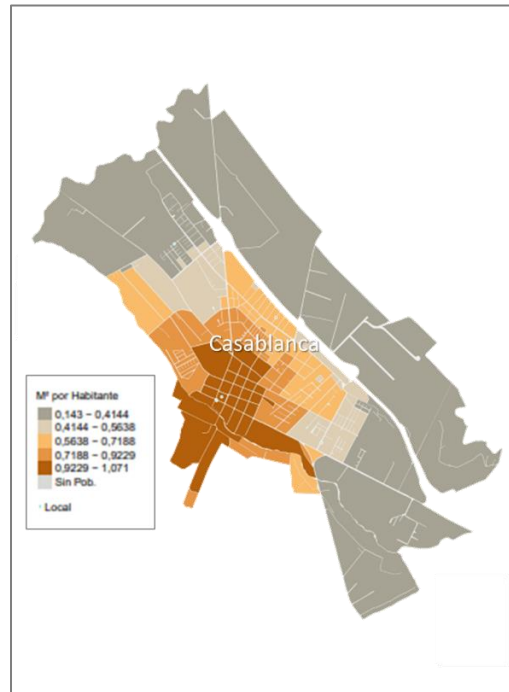 Casablanca
M² por Habitante
0,143 – 0,4144
0,4144 – 0,5638
0,5638 – 0,7188
0,7188 – 0,9229
0,9229 – 1,071
Sin Pob.
Local